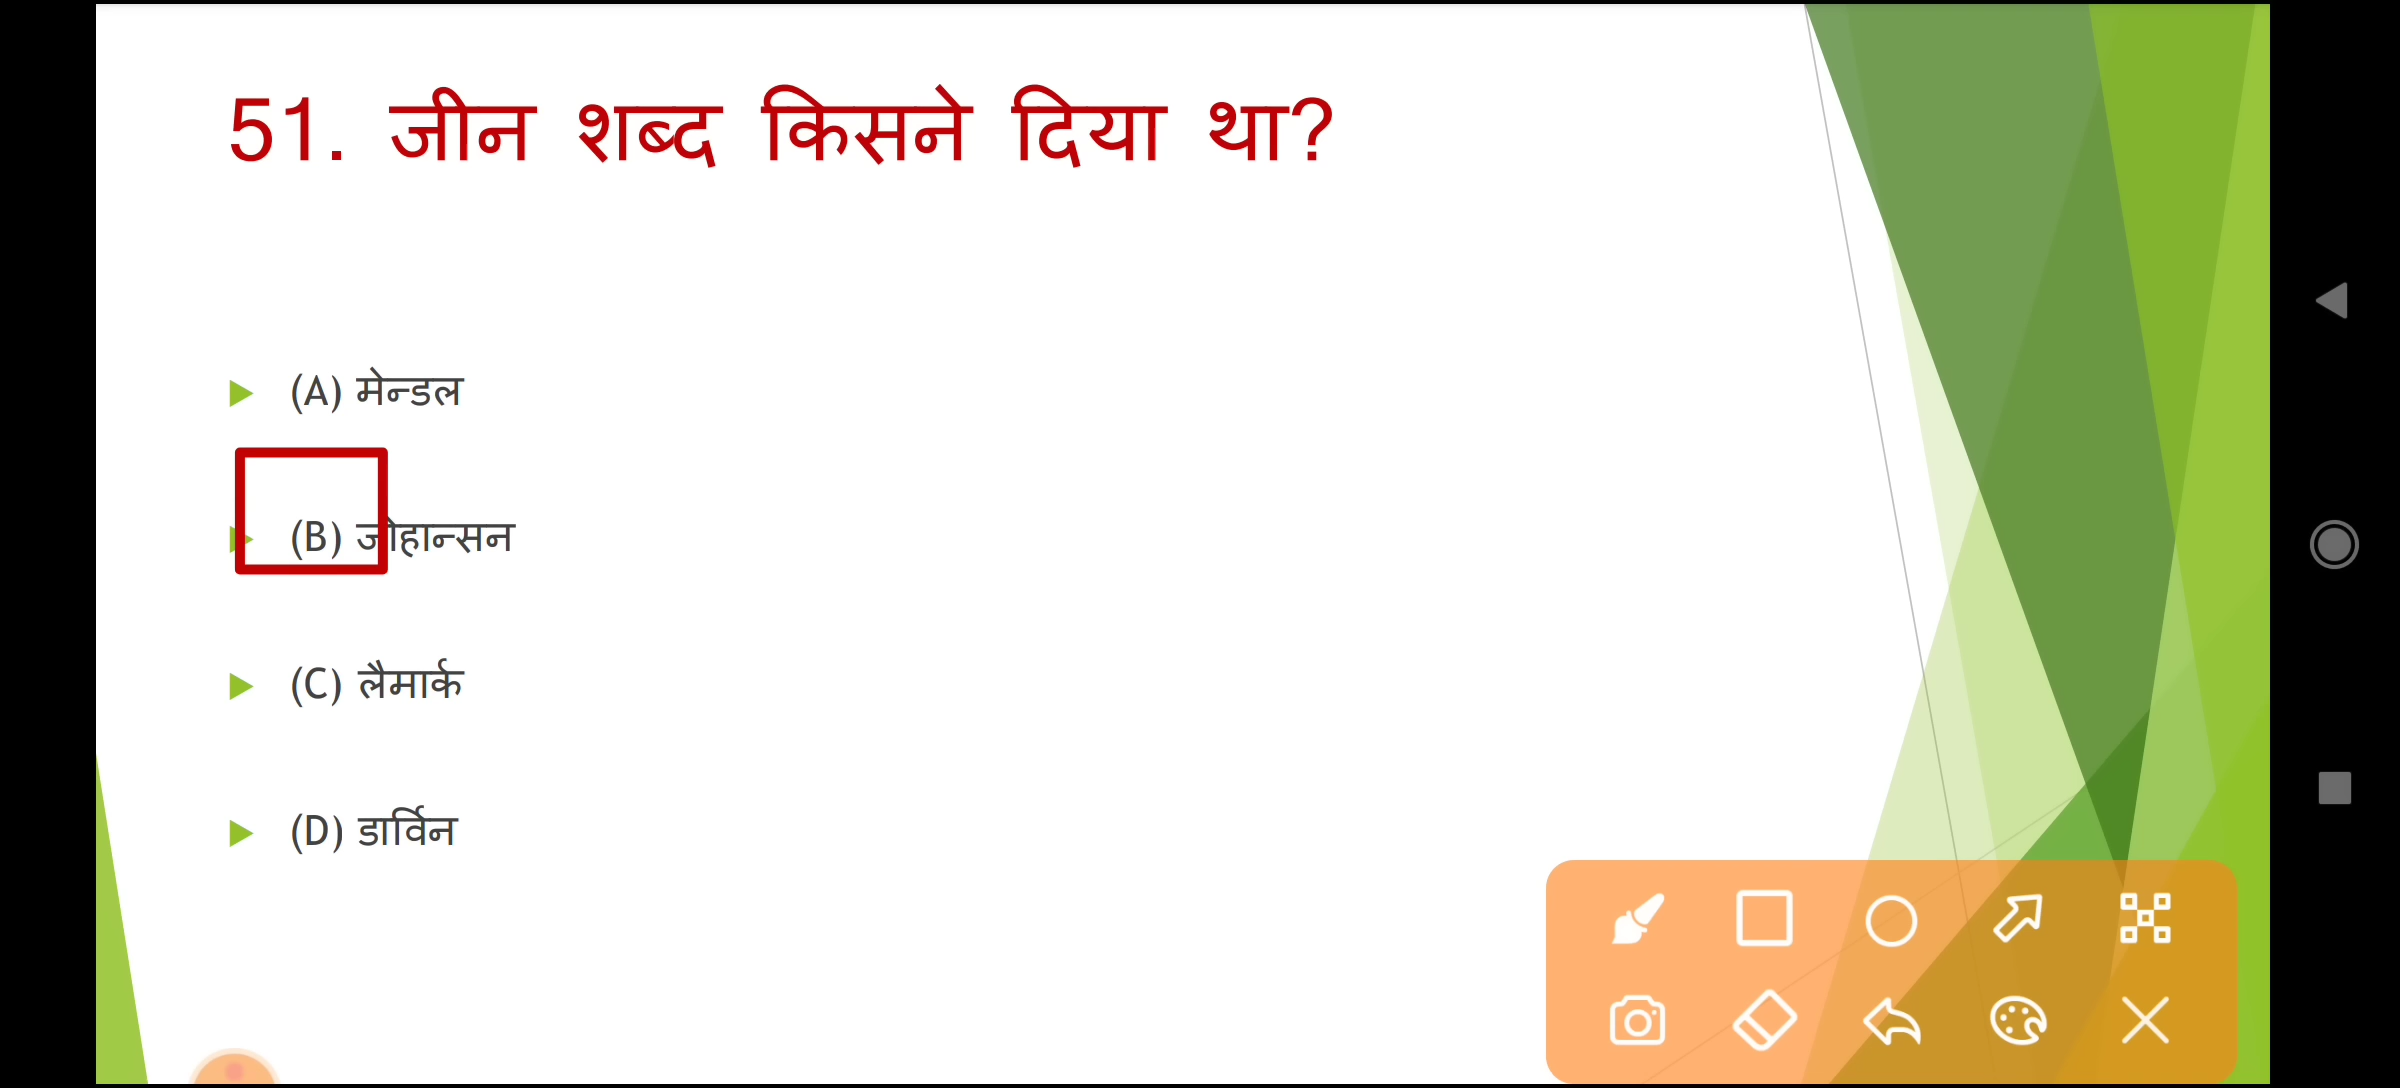 51. जीन शब्द किसने दिया था?
(A) मेन्डल
(B) जोहान्सन
(C) लैमार्क
(D) डार्विन